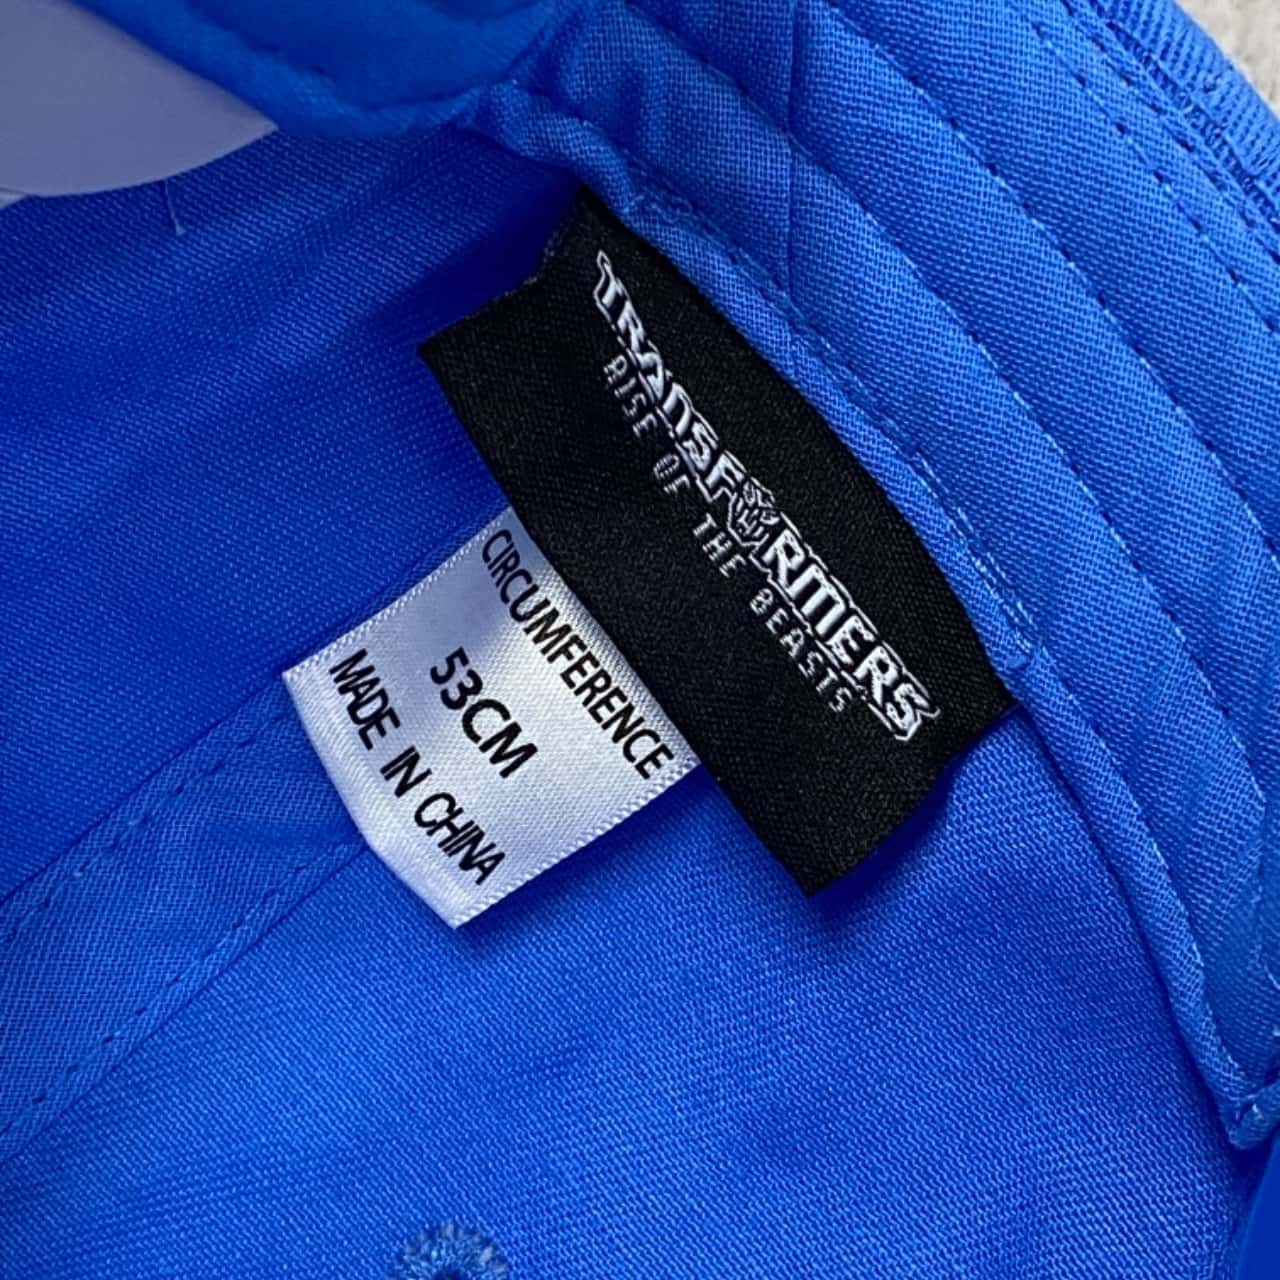 TRANSFORMERS
RISE OF THE BEASTS
CIRCUMFERENCE
53CM
MADE IN CHINA